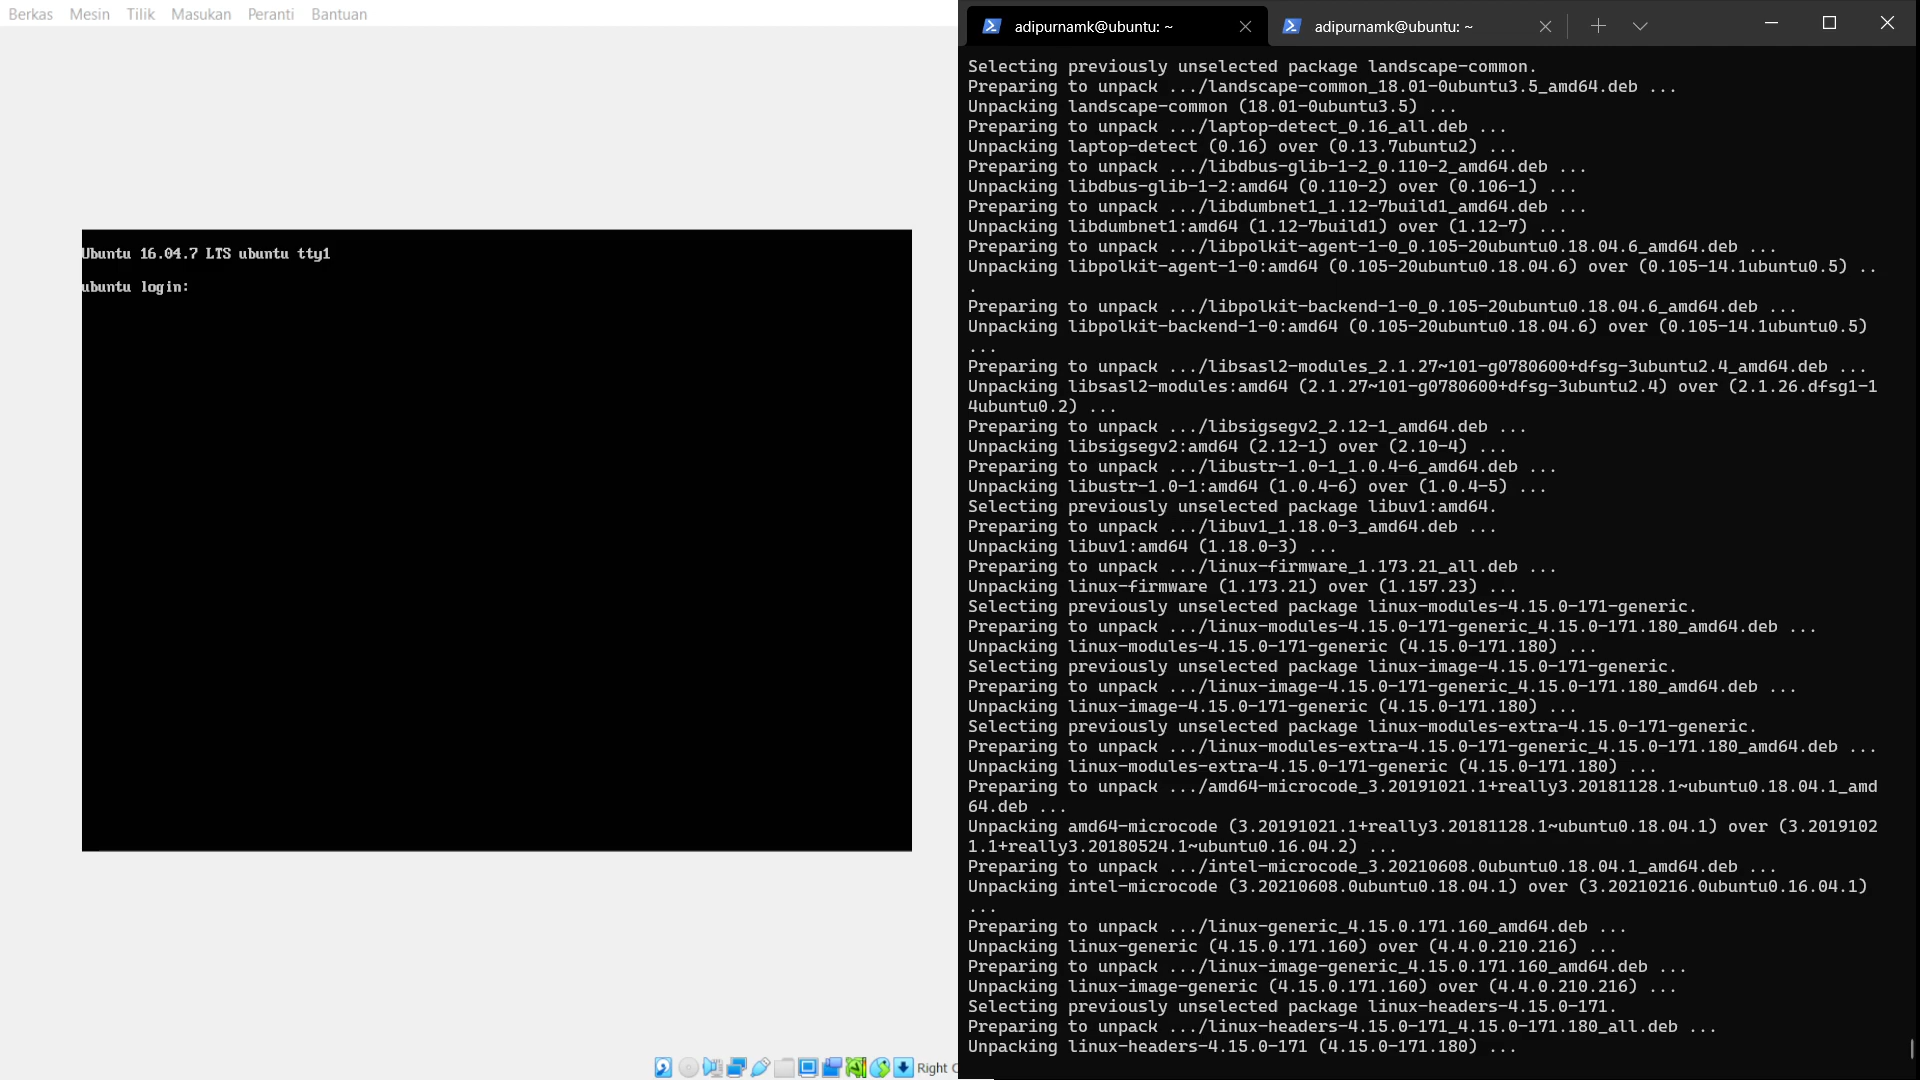 Berkas Mesin Tilik Masukan Peranti Bantuan
Ubuntu 16.04.7 LTS ubuntu tty1
ubuntu login:
Right C
adipurnamk@ubuntu: ~
adipurnamk@ubuntu: ~
Selecting previously unselected package landscape-common.
Preparing to unpack .../landscape-common_18.01-0ubuntu3.5_amd64.deb ...
Unpacking landscape-common (18.01-0ubuntu3.5) ...
Preparing to unpack .../laptop-detect_0.16_all.deb ...
Unpacking laptop-detect (0.16) over (0.13.7ubuntu2) ...
Preparing to unpack .../libdbus-glib-1-2_0.110-2_amd64.deb ...
Unpacking libdbus-glib-1-2:amd64 (0.110-2) over (0.106-1) ...
Preparing to unpack .../libdumbnet1_1.12-7build1_amd64.deb ...
Unpacking libdumbnet1:amd64 (1.12-7build1) over (1.12-7) ...
Preparing to unpack .../libpolkit-agent-1-0_0.105-20ubuntu0.18.04.6_amd64.deb ...
Unpacking libpolkit-agent-1-0:amd64 (0.105-20ubuntu0.18.04.6) over (0.105-14.1ubuntu0.5) ..
.
Preparing to unpack .../libpolkit-backend-1-0_0.105-20ubuntu0.18.04.6_amd64.deb ...
Unpacking libpolkit-backend-1-0:amd64 (0.105-20ubuntu0.18.04.6) over (0.105-14.1ubuntu0.5)
...
Preparing to unpack .../libsasl2-modules_2.1.27~101-g0780600+dfsg-3ubuntu2.4_amd64.deb ...
Unpacking libsasl2-modules:amd64 (2.1.27~101-g0780600+dfsg-3ubuntu2.4) over (2.1.26.dfsg1-1
4ubuntu0.2) ...
Preparing to unpack .../libsigsegv2_2.12-1_amd64.deb ...
Unpacking libsigsegv2:amd64 (2.12-1) over (2.10-4) ...
Preparing to unpack .../libustr-1.0-1_1.0.4-6_amd64.deb ...
Unpacking libustr-1.0-1:amd64 (1.0.4-6) over (1.0.4-5) ...
Selecting previously unselected package libuv1:amd64.
Preparing to unpack .../libuv1_1.18.0-3_amd64.deb ...
Unpacking libuv1:amd64 (1.18.0-3) ...
Preparing to unpack .../linux-firmware_1.173.21_all.deb ...
Unpacking linux-firmware (1.173.21) over (1.157.23) ...
Selecting previously unselected package linux-modules-4.15.0-171-generic.
Preparing to unpack .../linux-modules-4.15.0-171-generic_4.15.0-171.180_amd64.deb ...
Unpacking linux-modules-4.15.0-171-generic (4.15.0-171.180) ...
Selecting previously unselected package linux-image-4.15.0-171-generic.
Preparing to unpack .../linux-image-4.15.0-171-generic_4.15.0-171.180_amd64.deb ...
Unpacking linux-image-4.15.0-171-generic (4.15.0-171.180) ...
Selecting previously unselected package linux-modules-extra-4.15.0-171-generic.
Preparing to unpack .../linux-modules-extra-4.15.0-171-generic_4.15.0-171.180_amd64.deb ...
Unpacking linux-modules-extra-4.15.0-171-generic (4.15.0-171.180) ...
Preparing to unpack .../amd64-microcode_3.20191021.1+really3.20181128.1~ubuntu0.18.04.1_amd
64.deb ...
Unpacking amd64-microcode (3.20191021.1+really3.20181128.1~ubuntu0.18.04.1) over (3.2019102
1.1+really3.20180524.1~ubuntu0.16.04.2) ...
Preparing to unpack .../intel-microcode_3.20210608.0ubuntu0.18.04.1_amd64.deb ...
Unpacking intel-microcode (3.20210608.0ubuntu0.18.04.1) over (3.20210216.0ubuntu0.16.04.1)
...
Preparing to unpack .../linux-generic_4.15.0.171.160_amd64.deb ...
Unpacking linux-generic (4.15.0.171.160) over (4.4.0.210.216) ...
Preparing to unpack .../linux-image-generic_4.15.0.171.160_amd64.deb ...
Unpacking linux-image-generic (4.15.0.171.160) over (4.4.0.210.216) ...
Selecting previously unselected package linux-headers-4.15.0-171.
Preparing to unpack .../linux-headers-4.15.0-171_4.15.0-171.180_all.deb ...
Unpacking linux-headers-4.15.0-171 (4.15.0-171.180) ...